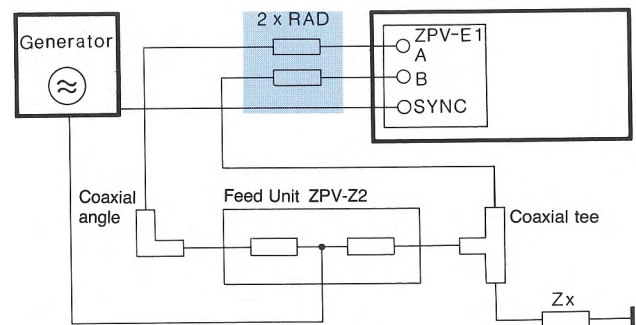 2 x RAD
Generator
ZPV-E1
A
B
SYNC
Coaxial
angle
Feed Unit ZPV-Z2
Coaxial tee
Zx